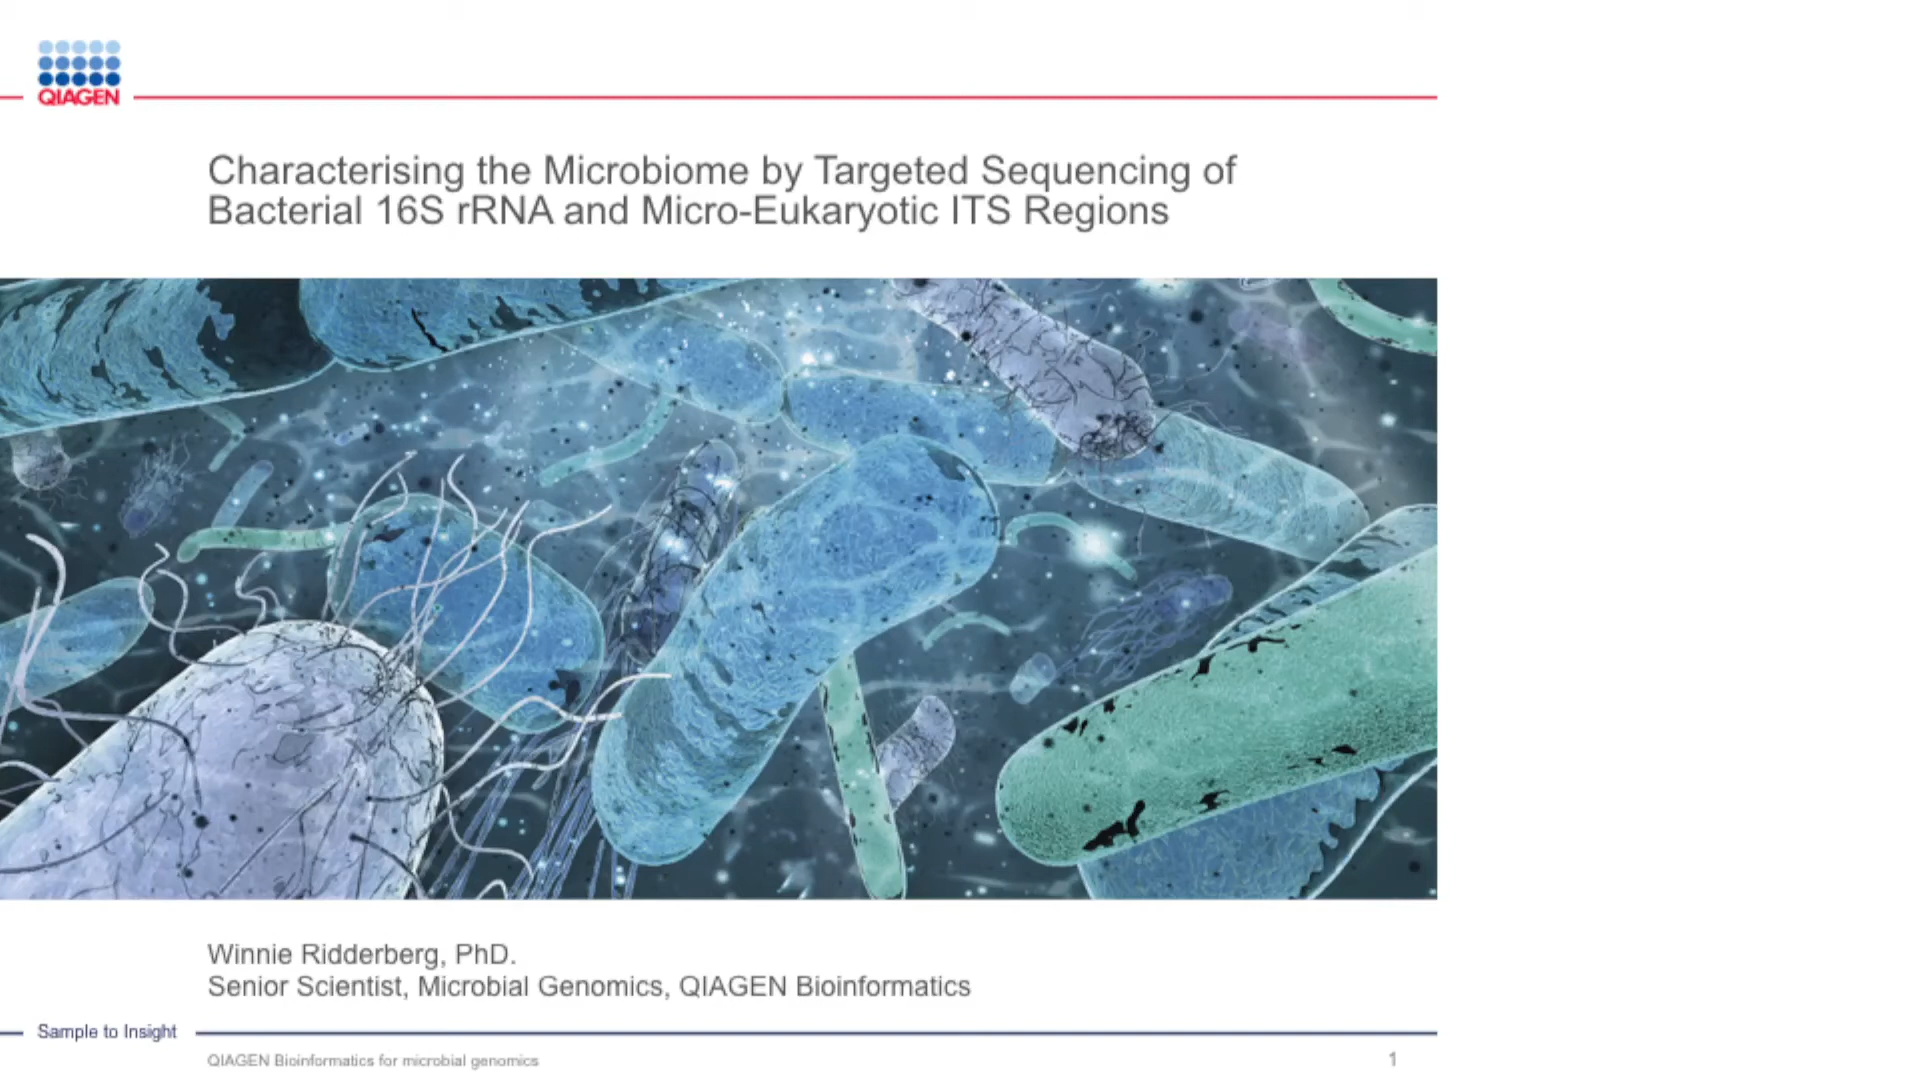 QIAGEN
Characterising the Microbiome by Targeted Sequencing of
Bacterial 16S rRNA and Micro-Eukaryotic ITS Regions
Winnie Ridderberg, PhD.
Senior Scientist, Microbial Genomics, QIAGEN Bioinformatics
Sample to Insight
QIAGEN Bioinformatics for microbial genomics
1